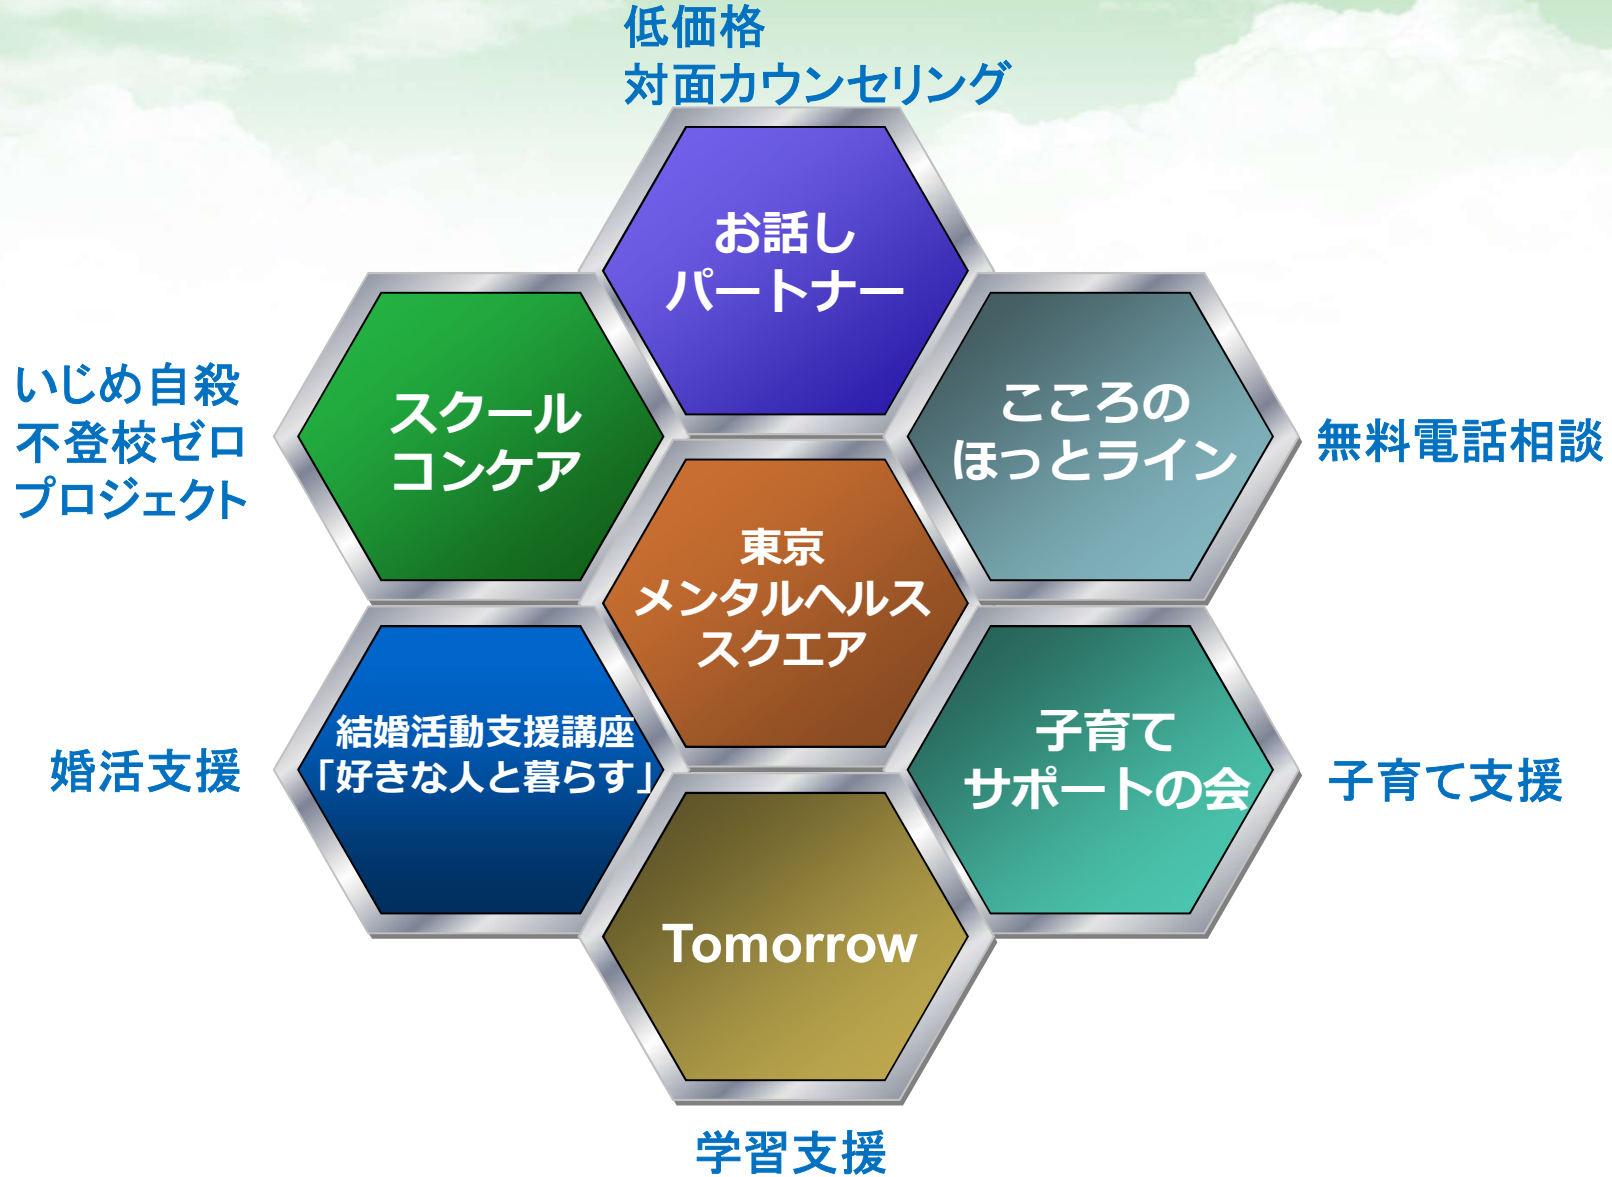 低価格
対面カウンセリング
お話し
パートナー
いじめ自殺
不登校ゼロ
プロジェクト
スクール
コンケア
こころの
ほっとライン
無料電話相談
東京
メンタルヘルス
スクエア
婚活支援
結婚活動支援講座
「好きな人と暮らす」
子育て
サポートの会
子育て支援
Tomorrow
学習支援